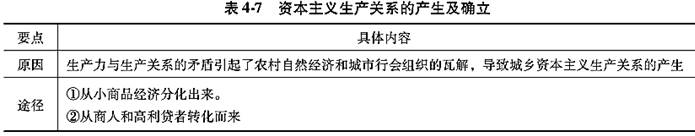 表 4-7 资本主义生产关系的产生及确立
要点 具体内容
原因 生产力与生产关系的矛盾引起了农村自然经济和城市行会组织的瓦解，导致城乡资本主义生产关系的产生
途径 ①从小商品经济分化出来。
②从商人和高利贷者转化而来